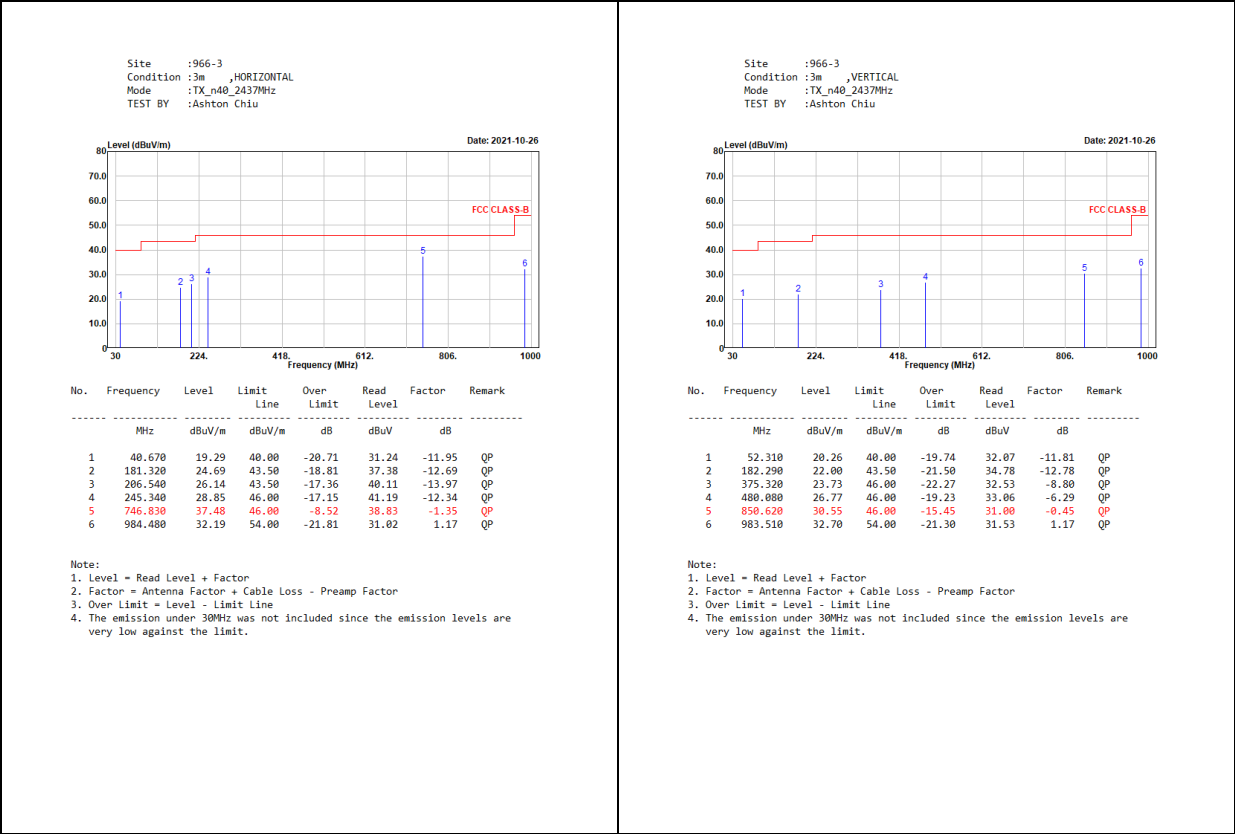 Site      :966-3
Condition :3m    ,HORIZONTAL
Mode      :TX_n40_2437MHz
TEST BY   :Ashton Chiu
Date: 2021-10-26
Level (dBuV/m)
80
70.0
60.0
FCC CLASS-B
50.0
5
40.0
6
4
3
2
30.0
1
20.0
10.0
0
30 224. 418. 612. 806. 1000
Frequency (MHz)
No. Frequency Level Limit Over Read Factor Remark
Line Limit Level
------ ----------- -------- --------- --------- --------- -------- ---------
MHz dBuV/m dBuV/m dB dBuV dB
1 40.670 19.29 40.00 -20.71 31.24 -11.95 QP
2 181.320 24.69 43.50 -18.81 37.38 -12.69 QP
3 206.540 26.14 43.50 -17.36 40.11 -13.97 QP
4 245.340 28.85 46.00 -17.15 41.19 -12.34 QP
5 746.830 37.48 46.00 -8.52 38.83 -1.35 QP
6 984.480 32.19 54.00 -21.81 31.02 1.17 QP
Note:
1. Level = Read Level + Factor
2. Factor = Antenna Factor + Cable Loss - Preamp Factor
3. Over Limit = Level - Limit Line
4. The emission under 30MHz was not included since the emission levels are
very low against the limit.
Site      :966-3
Condition :3m    ,VERTICAL
Mode      :TX_n40_2437MHz
TEST BY   :Ashton Chiu
Date: 2021-10-26
Level (dBuV/m)
80
70.0
60.0
FCC CLASS-B
50.0
40.0
6
5
30.0
4
3
2
1
20.0
10.0
0
30 224. 418. 612. 806. 1000
Frequency (MHz)
No. Frequency Level Limit Over Read Factor Remark
Line Limit Level
------ ----------- -------- --------- --------- --------- -------- ---------
MHz dBuV/m dBuV/m dB dBuV dB
1 52.310 20.26 40.00 -19.74 32.07 -11.81 QP
2 182.290 22.00 43.50 -21.50 34.78 -12.78 QP
3 375.320 23.73 46.00 -22.27 32.53 -8.80 QP
4 480.080 26.77 46.00 -19.23 33.06 -6.29 QP
5 850.620 30.55 46.00 -15.45 31.00 -0.45 QP
6 983.510 32.70 54.00 -21.30 31.53 1.17 QP
Note:
1. Level = Read Level + Factor
2. Factor = Antenna Factor + Cable Loss - Preamp Factor
3. Over Limit = Level - Limit Line
4. The emission under 30MHz was not included since the emission levels are
very low against the limit.